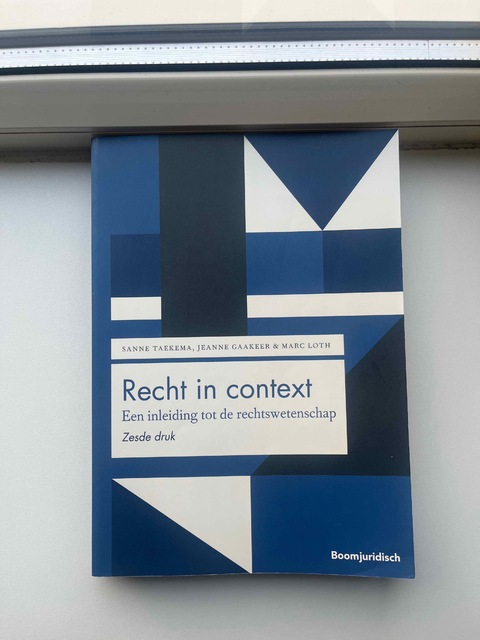 SANNE TAEKEMA, JEANNE GAAKEER & MARC LOTH
Recht in context
Een inleiding tot de rechtswetenschap
Zesde druk
Boomjuridisch